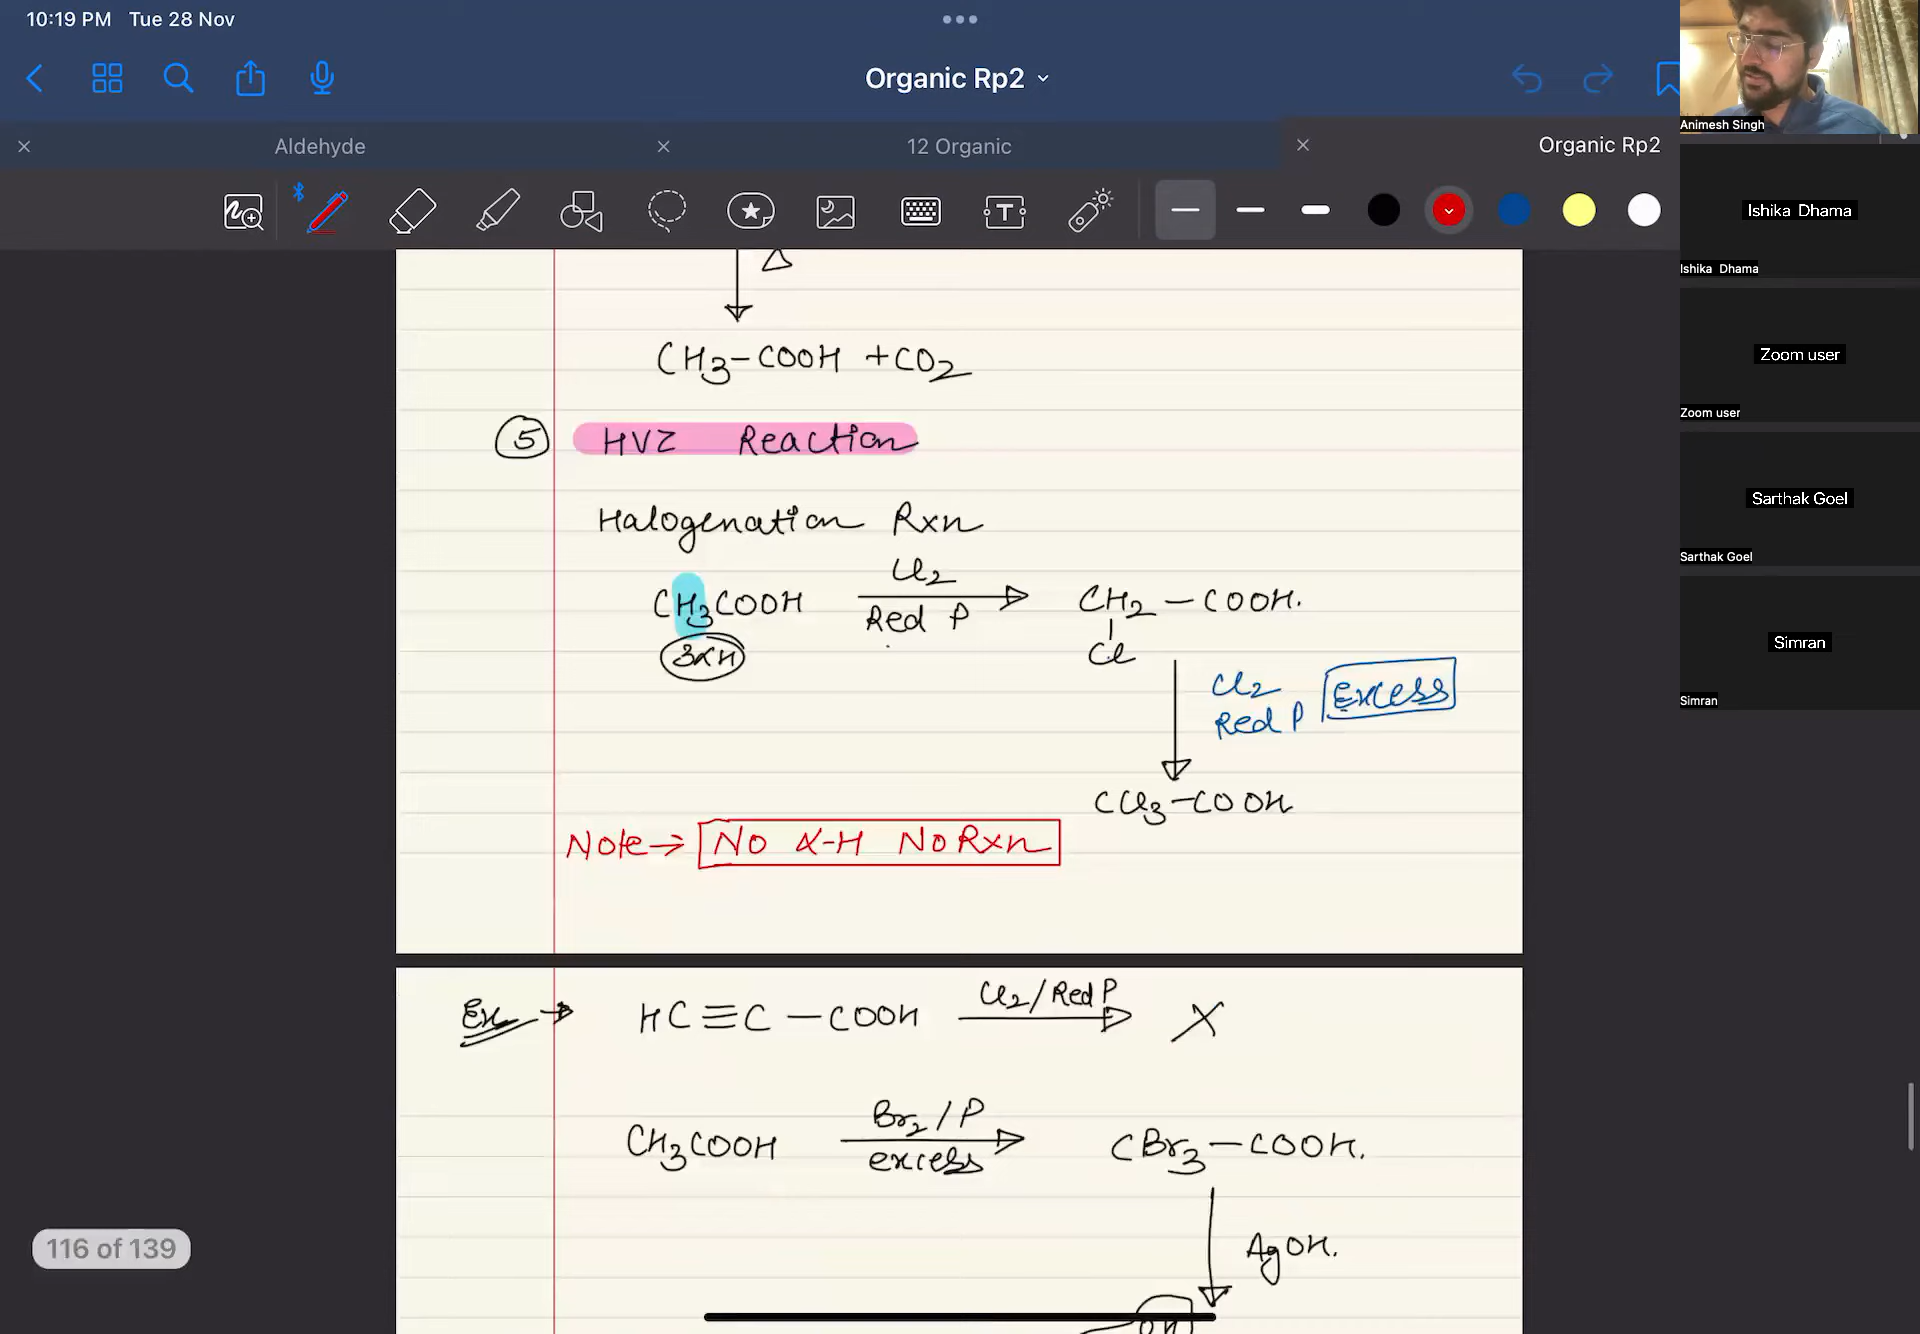 10:19 PM Tue 28 Nov
Organic Rp2
Aldehyde
12 Organic
Organic Rp2
Animesh Singh
Ishika Dhama
Ishika Dhama
Zoom user
Zoom user
Sarthak Goel
Sarthak Goel
Simran
Simran
△
CH3-COOH + CO2
5 HVZ Reaction
Halogenation Rxn
Cl2
CH3COOH Red P CH2-COOH.
3αH Cl
Cl2
Red P Excess
CCl3-COOH
Note→ No α-H No Rxn
Ex→ HC≡C-COOH Cl2/Red P X
CH3COOH Br2/P excess CBr3-COOH.
AgOH.
OH
116 of 139